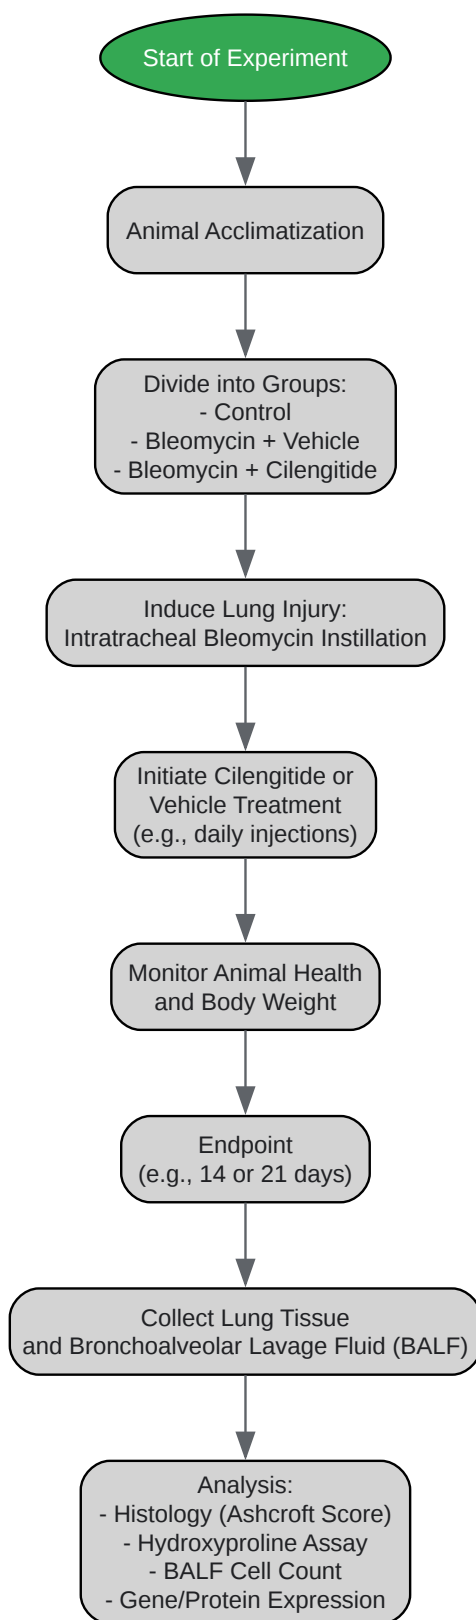 Start of Experiment
Animal Acclimatization
Divide into Groups:
- Control
- Bleomycin + Vehicle
- Bleomycin + Cilengitide
Induce Lung Injury:
Intratracheal Bleomycin Instillation
Initiate Cilengitide or
Vehicle Treatment
(e.g., daily injections)
Monitor Animal Health
and Body Weight
Endpoint
(e.g., 14 or 21 days)
Collect Lung Tissue
and Bronchoalveolar Lavage Fluid (BALF)
Analysis:
- Histology (Ashcroft Score)
- Hydroxyproline Assay
- BALF Cell Count
- Gene/Protein Expression